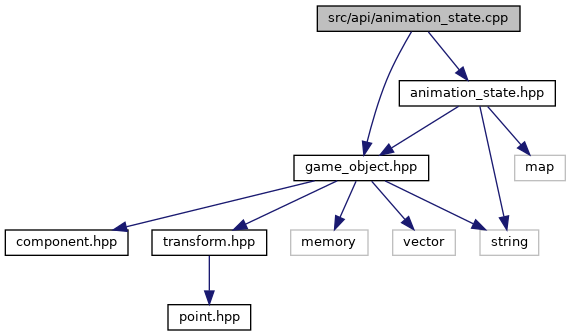 src/api/animation_state.cpp
animation_state.hpp
game_object.hpp
map
component.hpp
transform.hpp
memory
vector
string
point.hpp